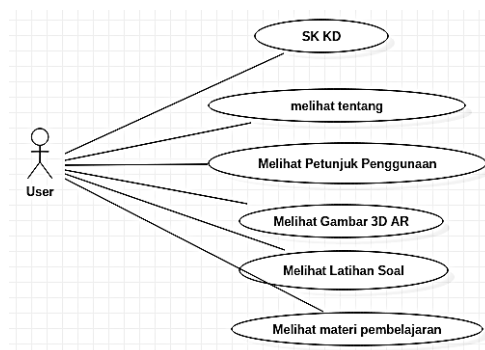 SK KD
melihat tentang
Melihat Petunjuk Penggunaan
User
Melihat Gambar 3D AR
Melihat Latihan Soal
Melihat materi pembelajaran